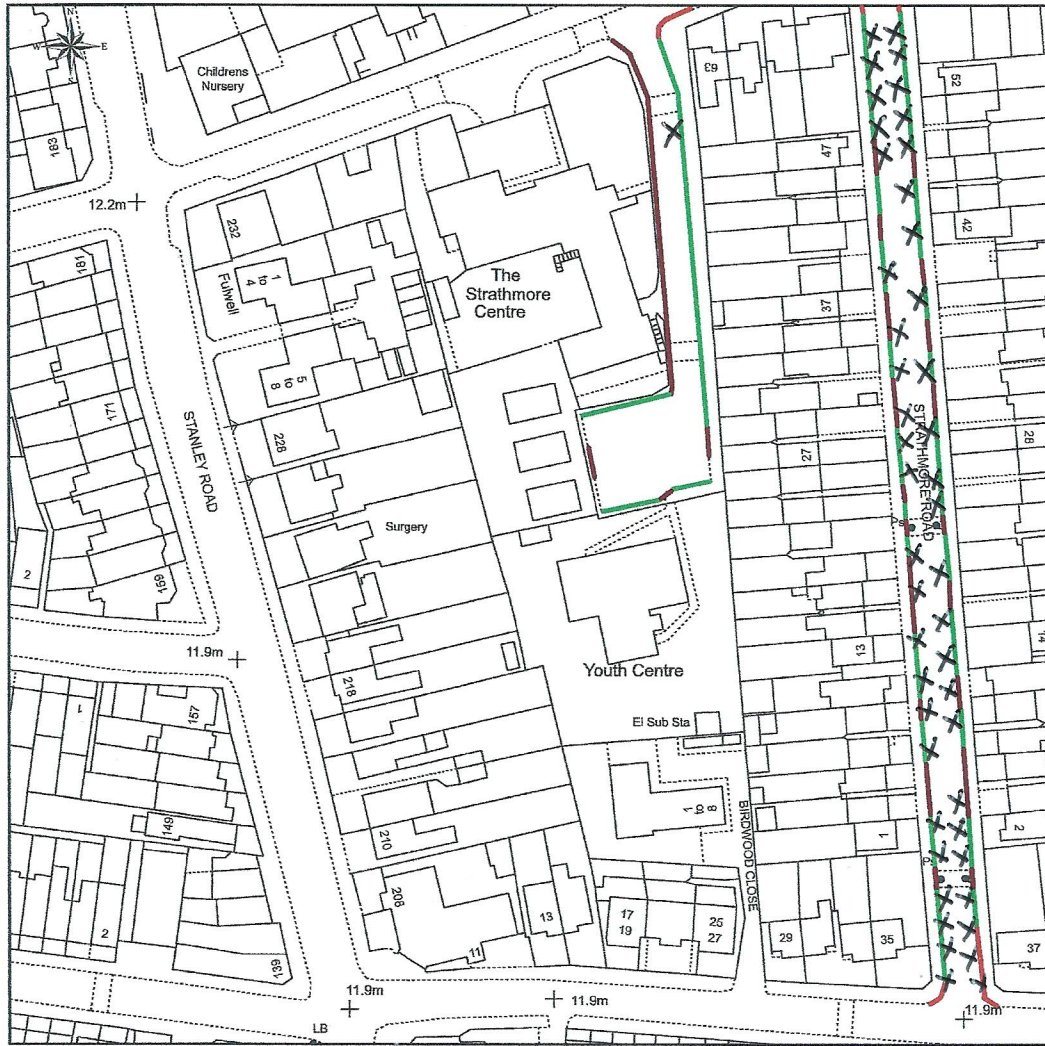 N
W E
S
Childrens
Nursery
63
52
183
47
12.2m
232
42
181
Fulwell
1
to
4
The
Strathmore
Centre
37
5
to
8
171
STANLEY ROAD
STRATHMORE ROAD
228
27
28
Surgery
2
159
13
14
11.9m
Youth Centre
218
157
1
El Sub Sta
1
to
8
149
210
BIRDWOOD CLOSE
1
2
206
13
17
19
25
27
29
35
37
2
139
11
11.9m
11.9m
11.9m
LB